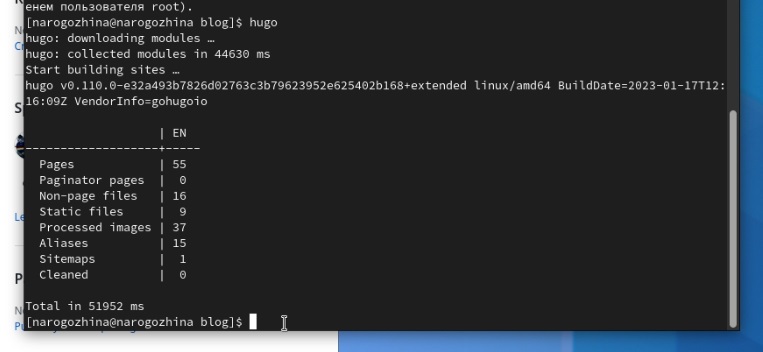 енем пользователя root).
[narogozhina@narogozhina blog]$ hugo
hugo: downloading modules …
hugo: collected modules in 44630 ms
Start building sites …
hugo v0.110.0-e32a493b7826d02763c3b79623952e625402b168+extended linux/amd64 BuildDate=2023-01-17T12:
16:09Z VendorInfo=gohugoio
| EN
-------------------+-----
Pages | 55
Paginator pages | 0
Non-page files | 16
Static files | 9
Processed images | 37
Aliases | 15
Sitemaps | 1
Cleaned | 0
Total in 51952 ms
[narogozhina@narogozhina blog]$